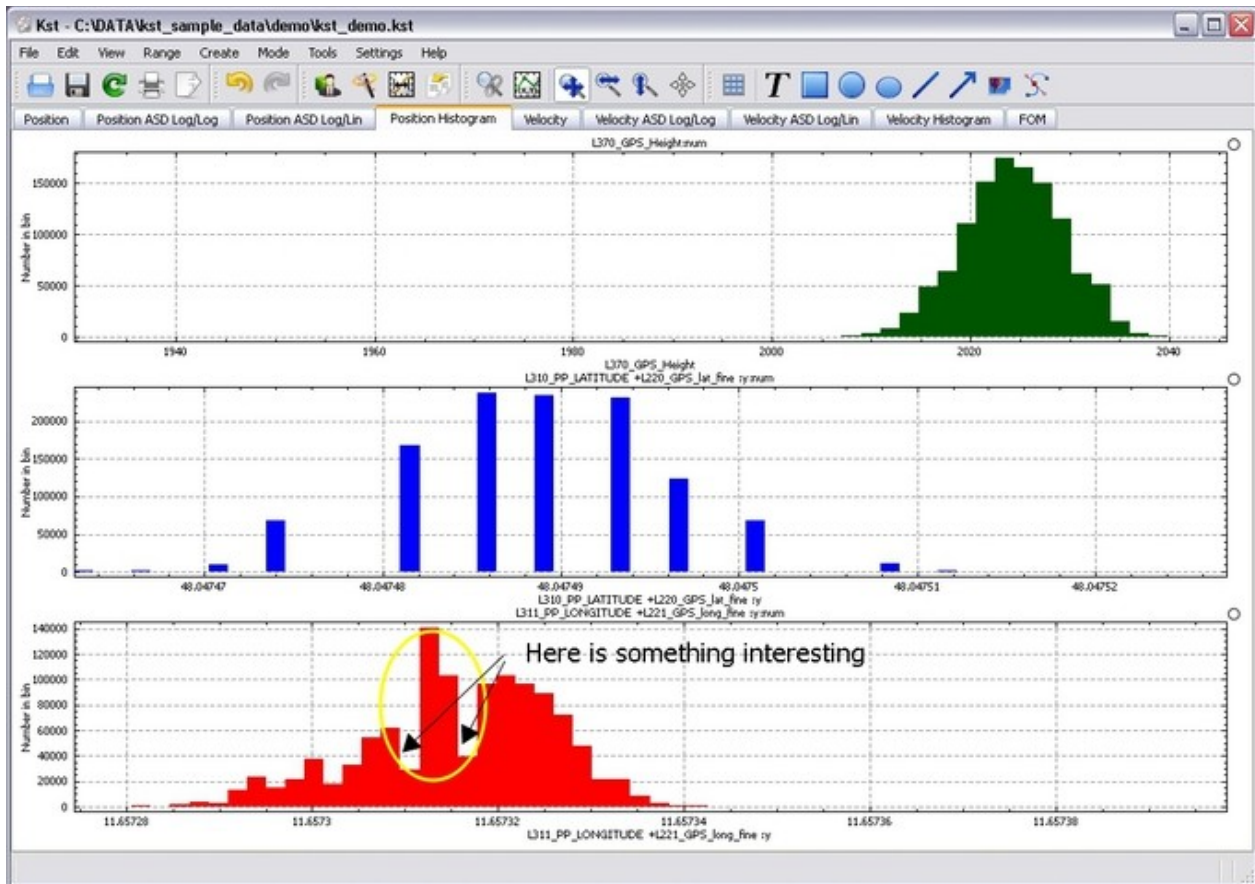 Kst - C:\DATA\kst_sample_data\demo\kst_demo.kst
File Edit View Range Create Mode Tools Settings Help
T
Position Position ASD Log/Log Position ASD Log/Lin Position Histogram Velocity Velocity ASD Log/Log Velocity ASD Log/Lin Velocity Histogram FOM
L370_GPS_Height:num
Number in bin
150000
100000
50000
0
1940 1960 1980 2000 2020 2040
L370_GPS_Height
L310_PP_LATITUDE +L220_GPS_lat_fine :y:num
Number in bin
200000
150000
100000
50000
0
48.04747 48.04748 48.04749 48.0475 48.04751 48.04752
L310_PP_LATITUDE +L220_GPS_lat_fine :y
L311_PP_LONGITUDE +L221_GPS_long_fine :y:num
Number in bin
140000
120000
100000
80000
60000
40000
20000
0
Here is something interesting
11.65728 11.6573 11.65732 11.65734 11.65736 11.65738
L311_PP_LONGITUDE +L221_GPS_long_fine :y